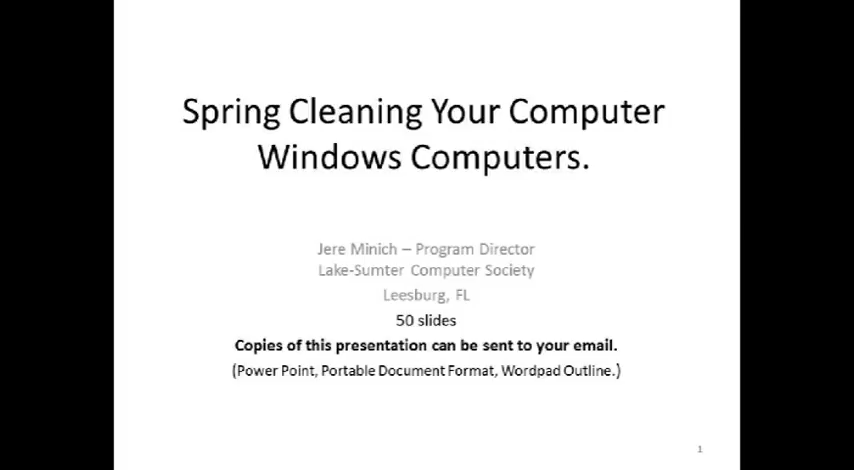 Spring Cleaning Your Computer
Windows Computers.
Jere Minich – Program Director
Lake-Sumter Computer Society
Leesburg, FL
50 slides
Copies of this presentation can be sent to your email.
(Power Point, Portable Document Format, Wordpad Outline.)
1